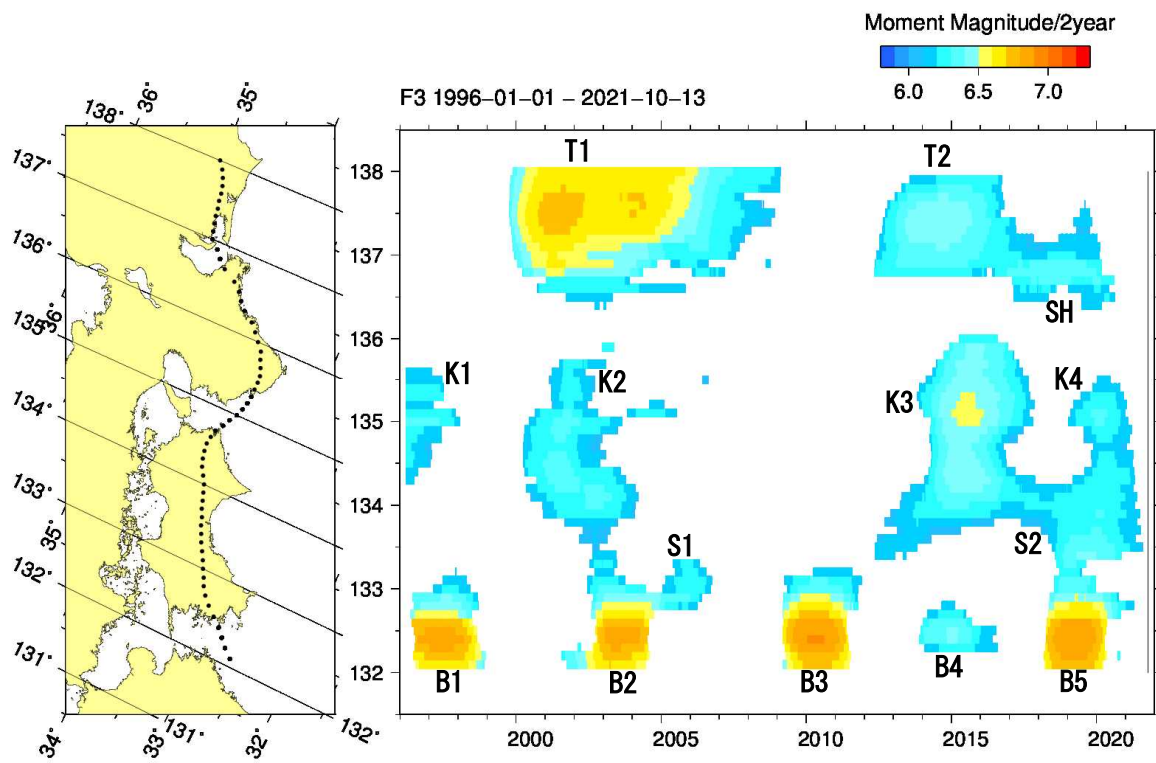 Moment Magnitude/2year
6.0 6.5 7.0
F3 1996−01−01 − 2021−10−13
138° 36° 35°
137°
136°
135° 36°
134°
133°
35°
132°
131°
34° 33° 131° 32° 132°
138
137
136
135
134
133
132
T1
T2
SH
K1
K2
K3
K4
S1
S2
B1
B2
B3
B4
B5
2000 2005 2010 2015 2020